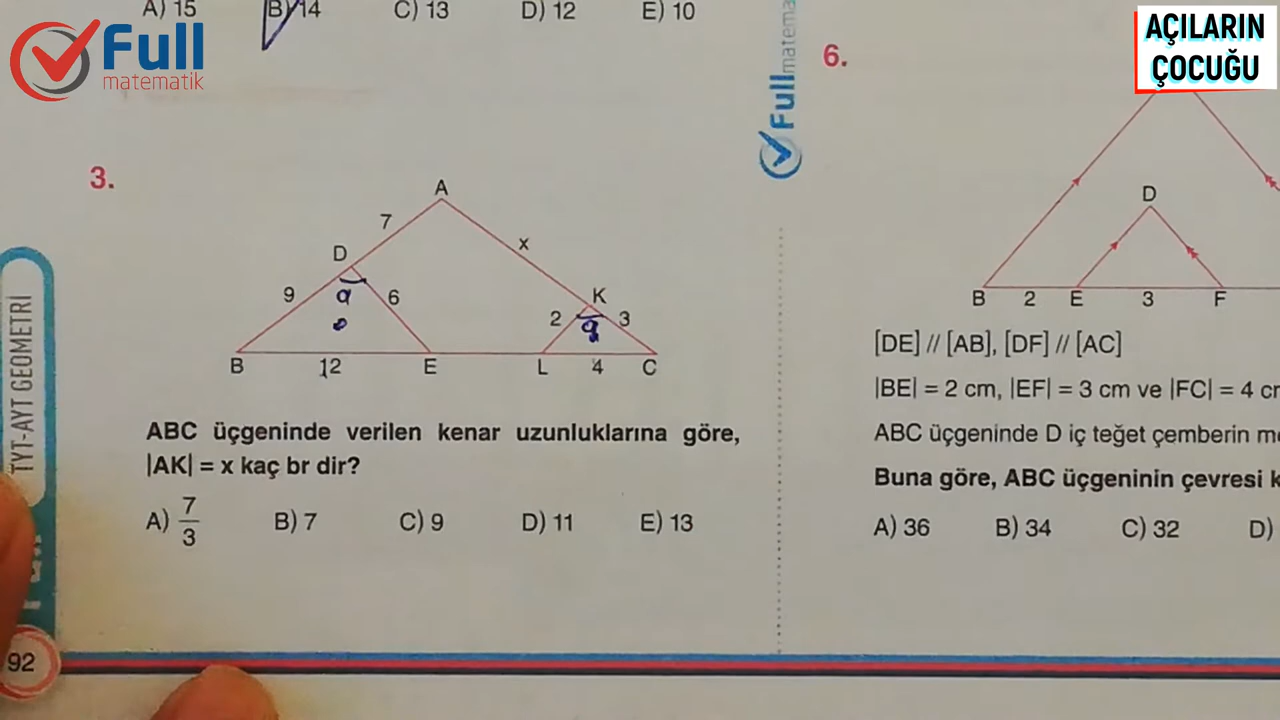 A) 15 B) 14 C) 13 D) 12 E) 10
Full
matematik
AÇILARIN
ÇOCUĞU
Full matema
TYT-AYT GEOMETRİ
3.
A
7
x
D
K
9
a
6
2
a
3
B
12
E
L
4
C
ABC üçgeninde verilen kenar uzunluklarına göre,
|AK| = x kaç br dir?
A) 7/3 B) 7 C) 9 D) 11 E) 13
92
6.
D
B
2
E
3
F
[DE] // [AB], [DF] // [AC]
|BE| = 2 cm, |EF| = 3 cm ve |FC| = 4 cm
ABC üçgeninde D iç teğet çemberin me
Buna göre, ABC üçgeninin çevresi k
A) 36 B) 34 C) 32 D)